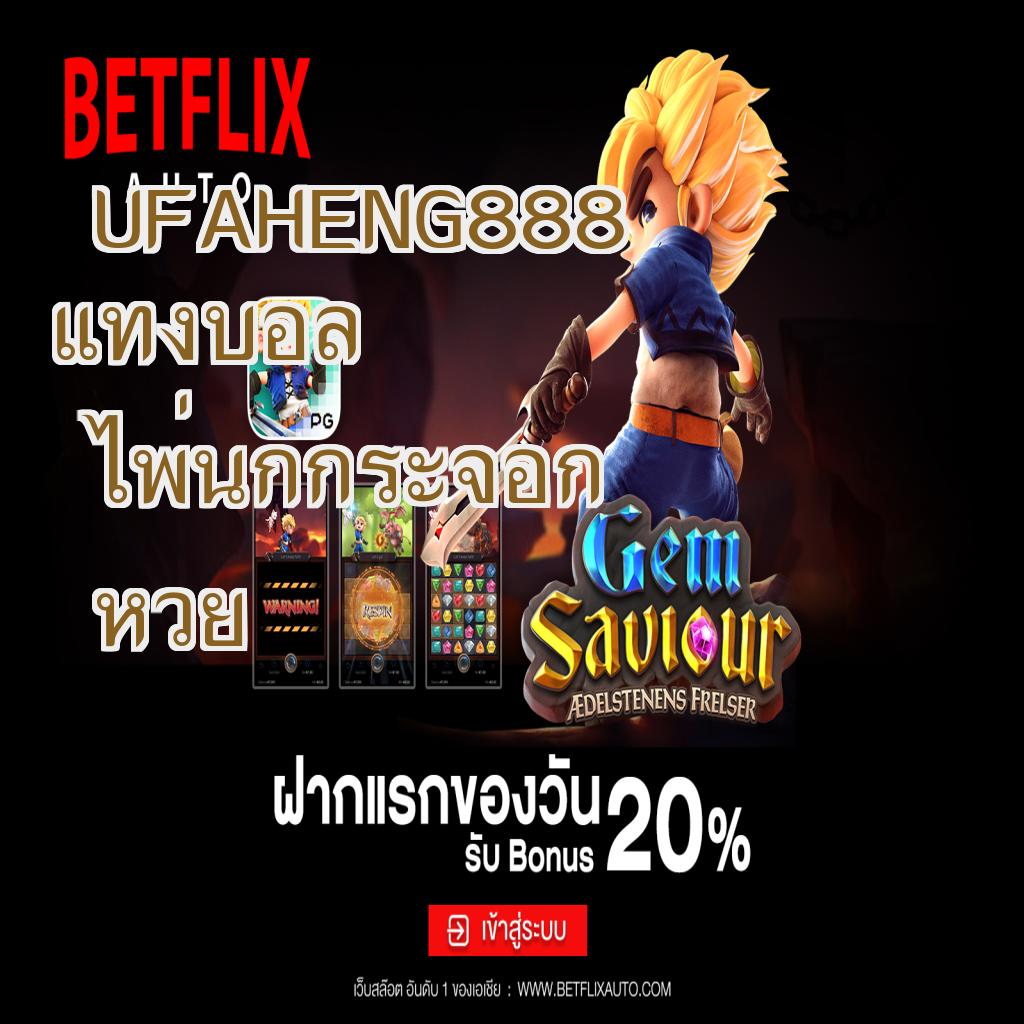 BETFLIX
AUTO
UFAHENG888
แทงบอล
PG
ไพ่นกกระจอก
หวย
WARNING!
Gem
Saviour
ÆDELSTENENS FRELSER
ฝากแรกของวัน
รับ Bonus 20%
เข้าสู่ระบบ
เว็บสล๊อต อันดับ 1 ของเอเชีย : WWW.BETFLIXAUTO.COM